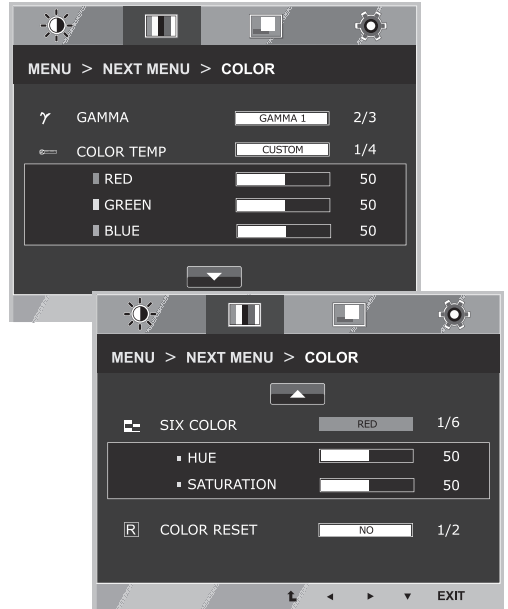 MENU > NEXT MENU > COLOR
γ GAMMA GAMMA 1 2/3
COLOR TEMP CUSTOM 1/4
RED 50
GREEN 50
BLUE 50
MENU > NEXT MENU > COLOR
SIX COLOR RED 1/6
HUE 50
SATURATION 50
R COLOR RESET NO 1/2
EXIT